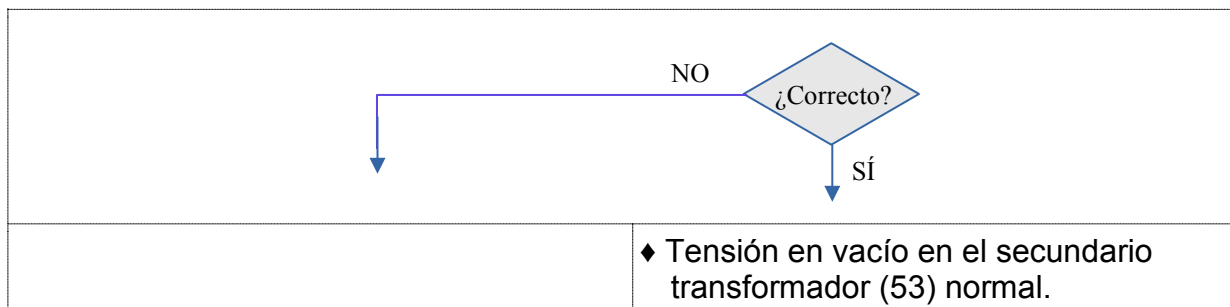 NO
¿Correcto?
SÍ
♦ Tensión en vacío en el secundario
transformador (53) normal.